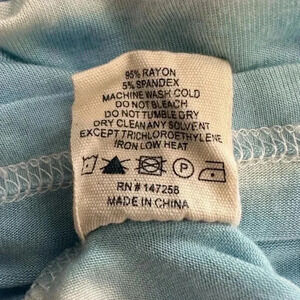 95% RAYON
5% SPANDEX
MACHINE WASH COLD
DO NOT BLEACH
DO NOT TUMBLE DRY
DRY CLEAN ANY SOLVENT
EXCEPT TRICHLOROETHYLENE
IRON LOW HEAT
P
RN # 147258
MADE IN CHINA